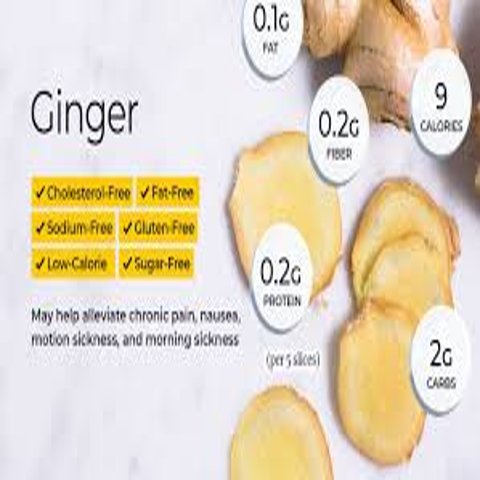 0.1G
FAT
9
CALORIES
Ginger
0.2G
FIBER
✓ Cholesterol-Free ✓ Fat-Free
✓ Sodium-Free ✓ Gluten-Free
✓ Low-Calorie ✓ Sugar-Free
0.2G
PROTEIN
May help alleviate chronic pain, nausea,
motion sickness, and morning sickness
(per 5 slices)
2G
CARBS